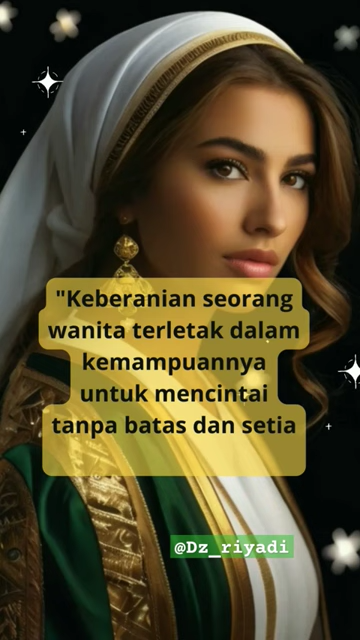 "Keberanian seorang
wanita terletak dalam
kemampuannya
untuk mencintai
tanpa batas dan setia
@Dz_riyadi